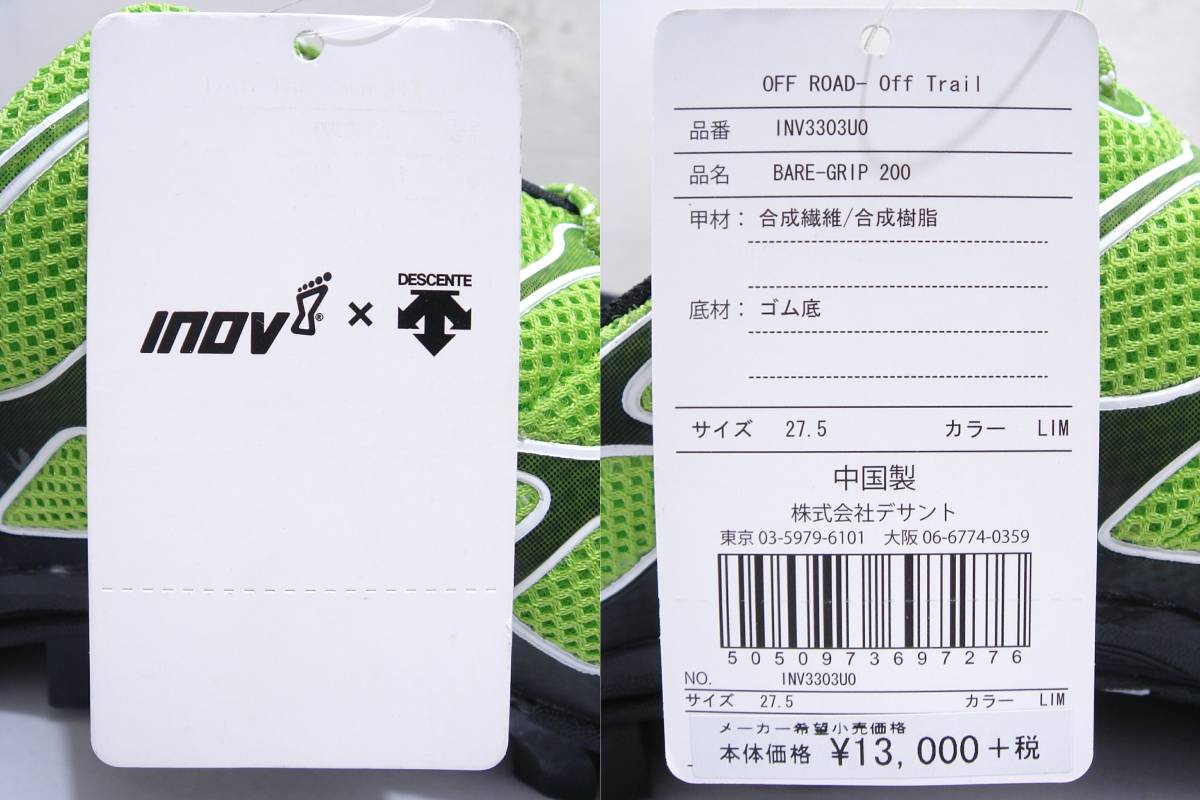 INOV ® × DESCENTE
OFF ROAD- Off Trail
品番 INV3303U0
品名 BARE-GRIP 200
甲材： 合成繊維/合成樹脂
底材： ゴム底
サイズ 27.5 カラー LIM
中国製
株式会社デサント
東京 03-5979-6101 大阪 06-6774-0359
5050973697276
NO. INV3303U0
サイズ 27.5 カラー LIM
メーカー希望小売価格
本体価格 ¥13,000+税